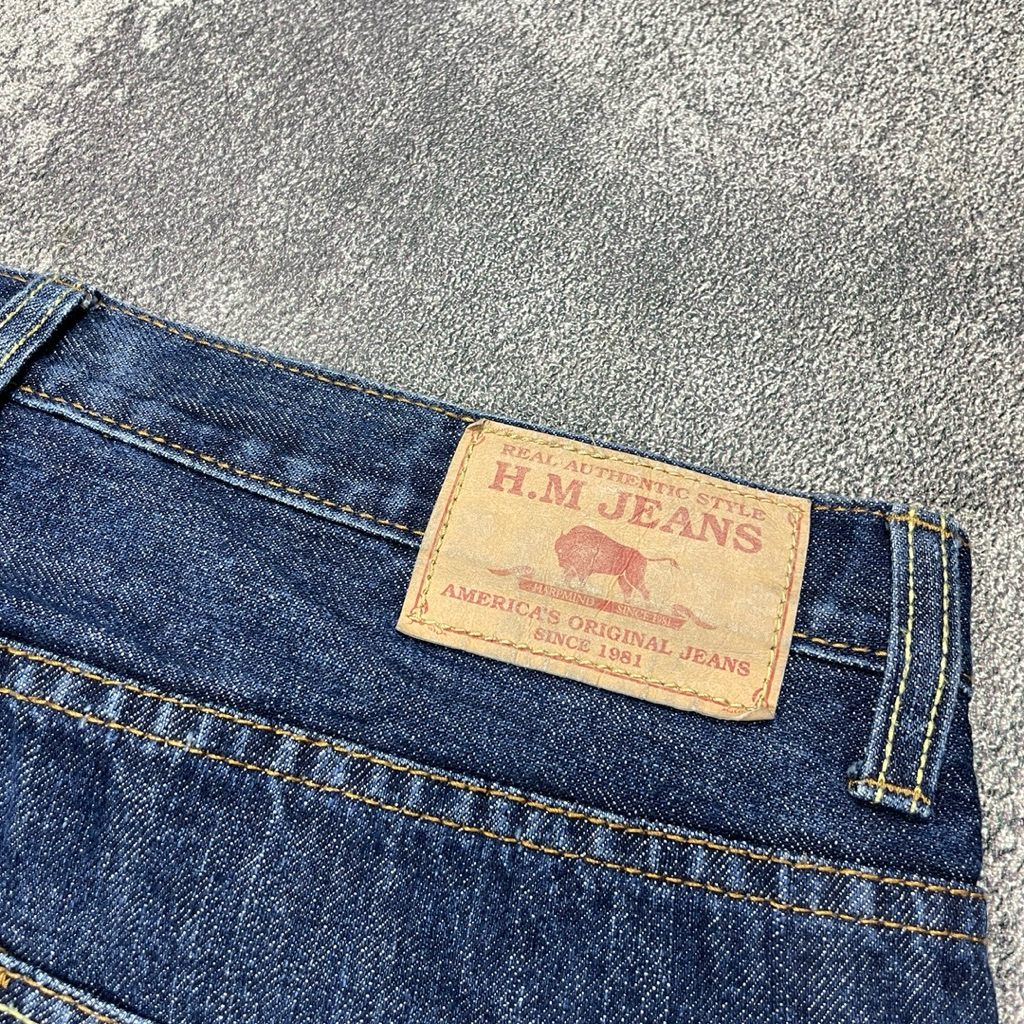 REAL AUTHENTIC STYLE
H.M JEANS
HARDMIND SINCE 1981
AMERICA'S ORIGINAL JEANS
SINCE 1981